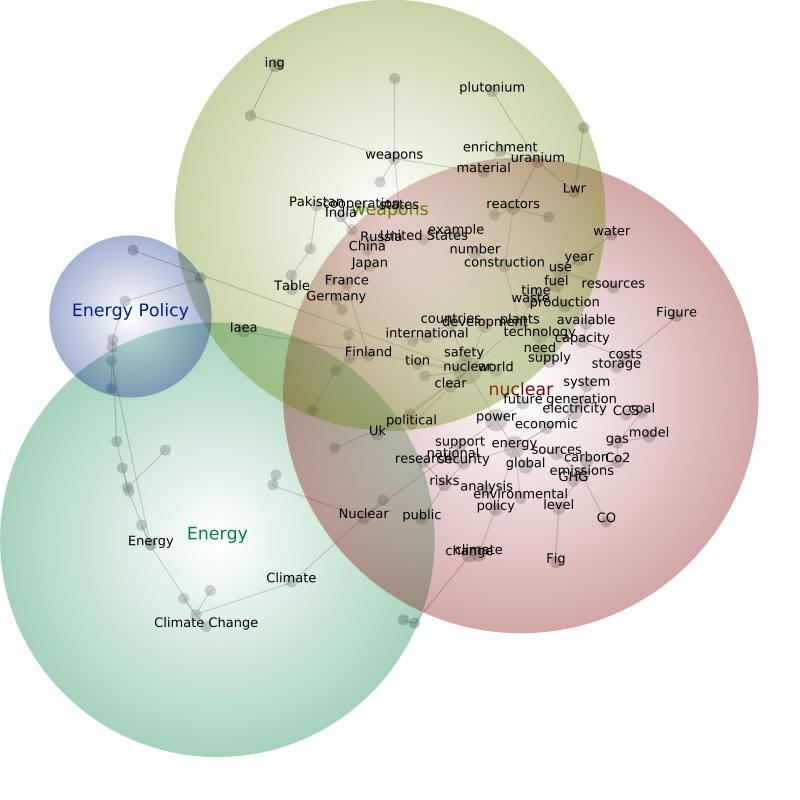 ing
plutonium
enrichment
weapons
uranium
material
Lwr
Pakistan
cooperation
states
reactors
India
weapons
example
water
Russia
United States
China
number
year
Japan
construction
use
France
fuel
resources
Table
time
Germany
waste
production
Energy Policy
Figure
countries
plants
available
development
Iaea
international
technology
capacity
need
Finland
safety
costs
tion
supply
storage
nuclear
world
clear
system
nuclear
future
generation
electricity
CCS
coal
political
power
economic
Uk
model
support
energy
gas
national
sources
research
security
carbon
Co2
global
emissions
GHG
risks
analysis
environmental
policy
level
Nuclear
public
CO
Energy
Energy
change
climate
Fig
Climate
Climate Change